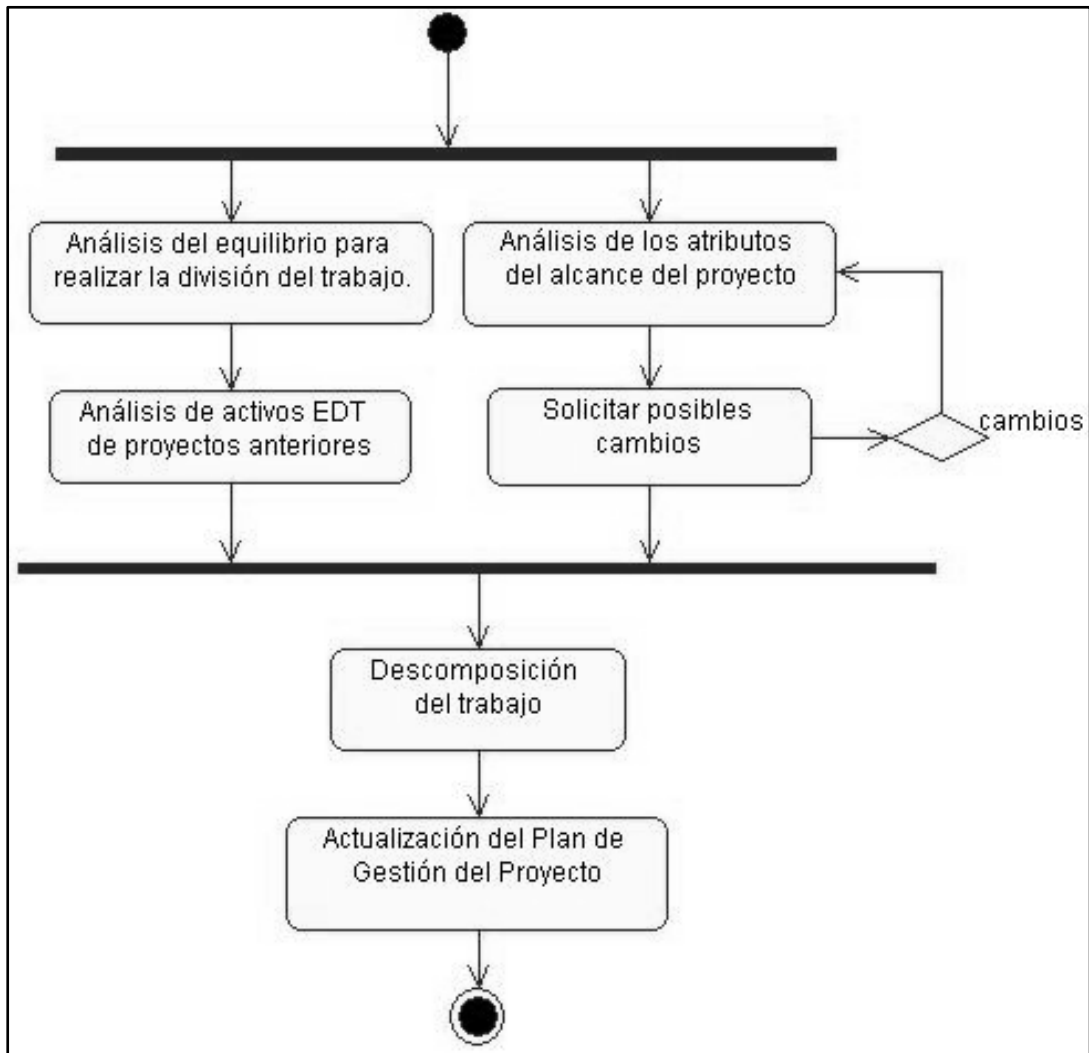 Análisis del equilibrio para
realizar la división del trabajo.
Análisis de los atributos
del alcance del proyecto
Análisis de activos EDT
de proyectos anteriores
Solicitar posibles
cambios
cambios
Descomposición
del trabajo
Actualización del Plan de
Gestión del Proyecto